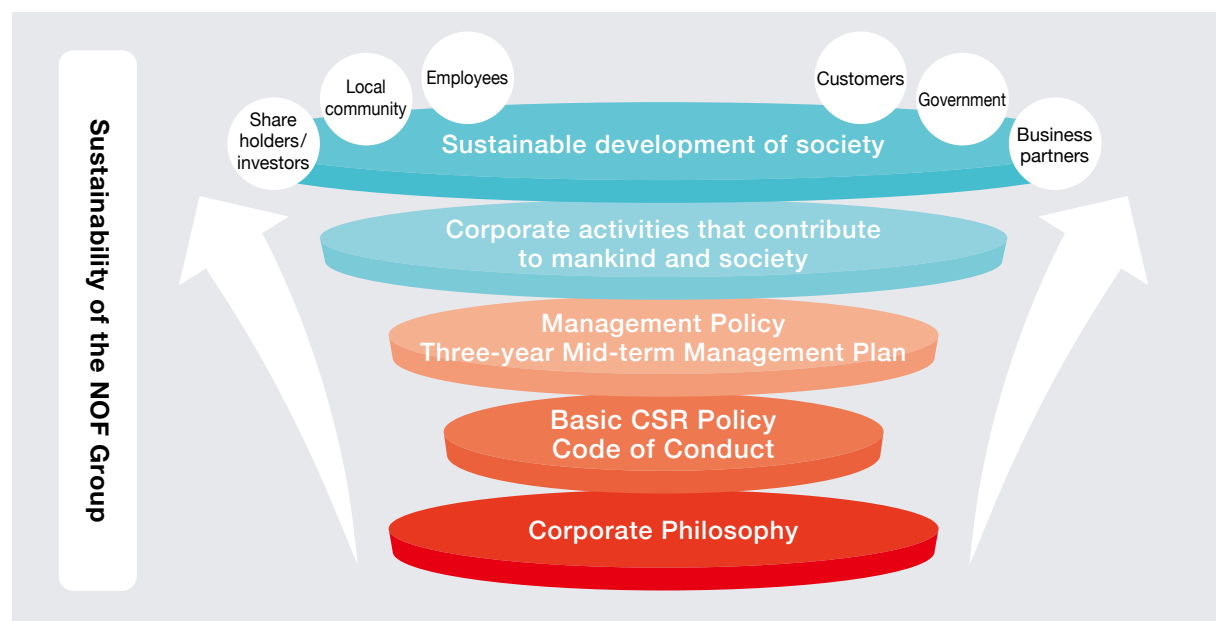 Sustainability of the NOF Group
Share
holders/
investors
Local
community
Employees
Customers
Government
Business
partners
Sustainable development of society
Corporate activities that contribute
to mankind and society
Management Policy
Three-year Mid-term Management Plan
Basic CSR Policy
Code of Conduct
Corporate Philosophy